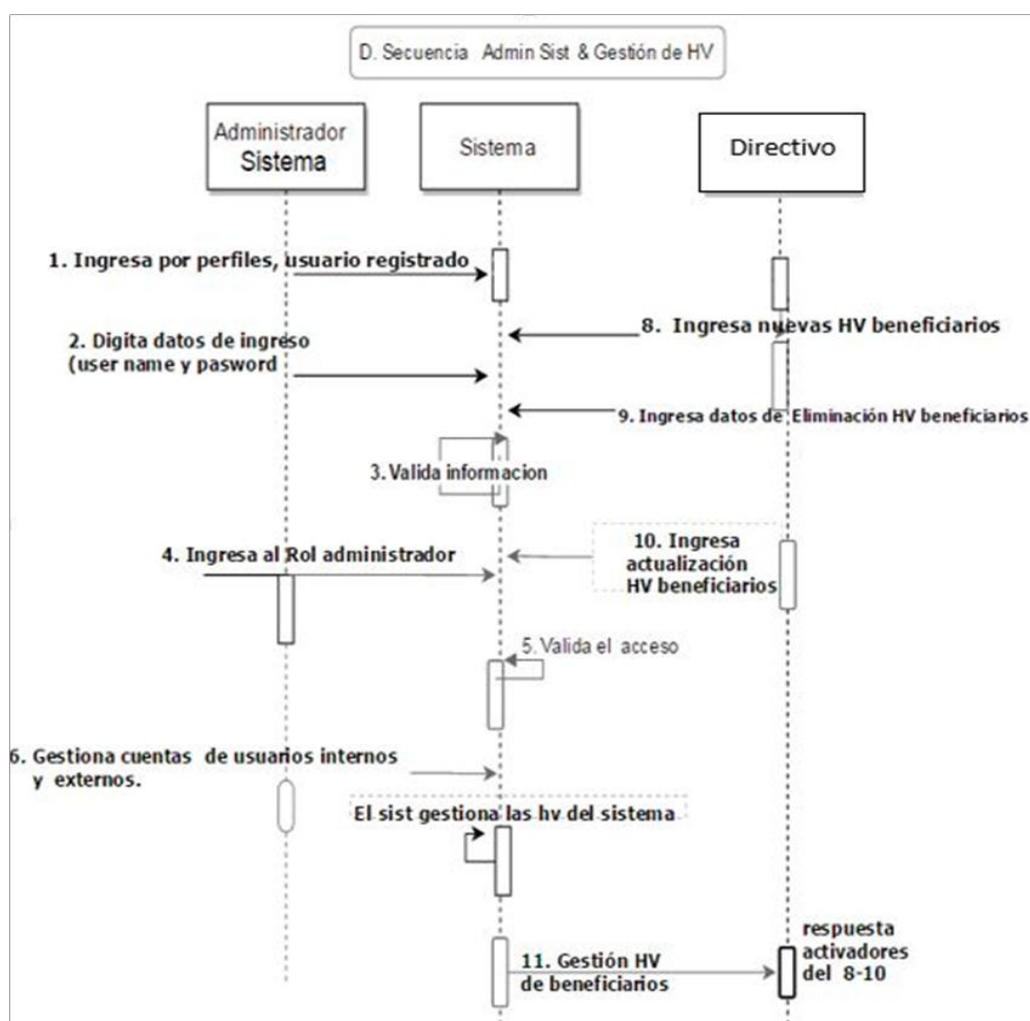 D. Secuencia Admin Sist & Gestión de HV
Administrádor
Sistema
Sistema
Directivo
1. Ingresa por perfiles, usuario registrado
8. Ingresa nuevas HV beneficiarios
2. Digita datos de ingreso
(user name y pasword
9. Ingresa datos de Eliminación HV beneficiarios
3. Valida informacion
10. Ingresa
actualización
HV beneficiarios
4. Ingresa al Rol administrador
5. Valida el acceso
6. Gestiona cuentas de usuarios internos
y externos.
El sist gestiona las hv del sistema
respuesta
activadores
del 8-10
11. Gestión HV
de beneficiarios